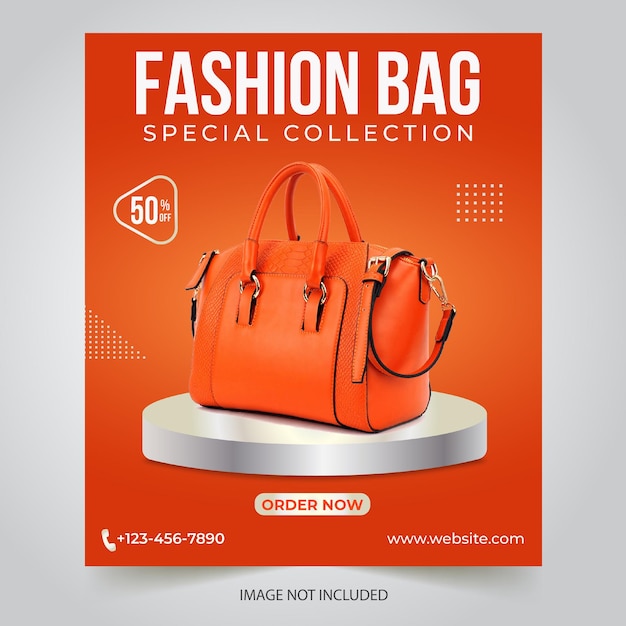 FASHION BAG
SPECIAL COLLECTION
50% OFF
ORDER NOW
+123-456-7890
www.website.com
IMAGE NOT INCLUDED